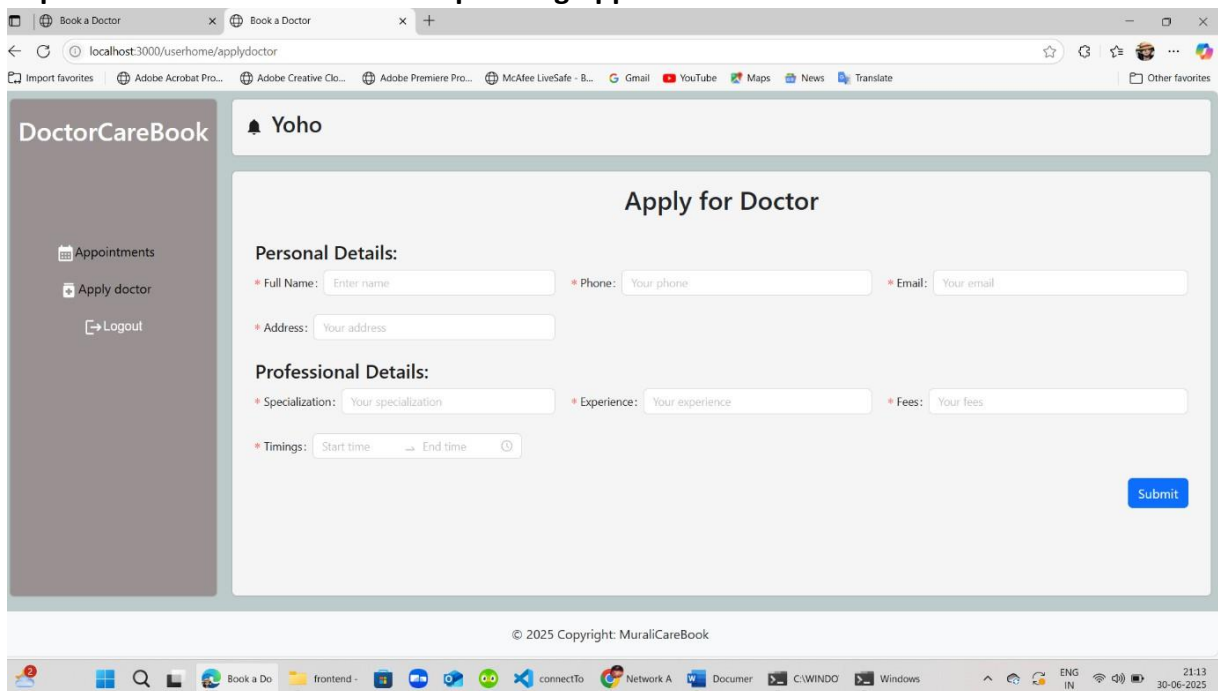 Book a Doctor
Book a Doctor
localhost:3000/userhome/applydoctor
Import favorites Adobe Acrobat Pro... Adobe Creative Clo... Adobe Premiere Pro... McAfee LiveSafe - B... Gmail YouTube Maps News Translate Other favorites
DoctorCareBook
Yoho
Apply for Doctor
Appointments
Apply doctor
Logout
Personal Details:
* Full Name: Enter name * Phone: Your phone * Email: Your email
* Address: Your address
Professional Details:
* Specialization: Your specialization * Experience: Your experience * Fees: Your fees
* Timings: Start time → End time
Submit
© 2025 Copyright: MuraliCareBook
2 Book a Do frontend - connectTo Network A Documer C:\WINDO Windows ENG IN 21:13 30-06-2025